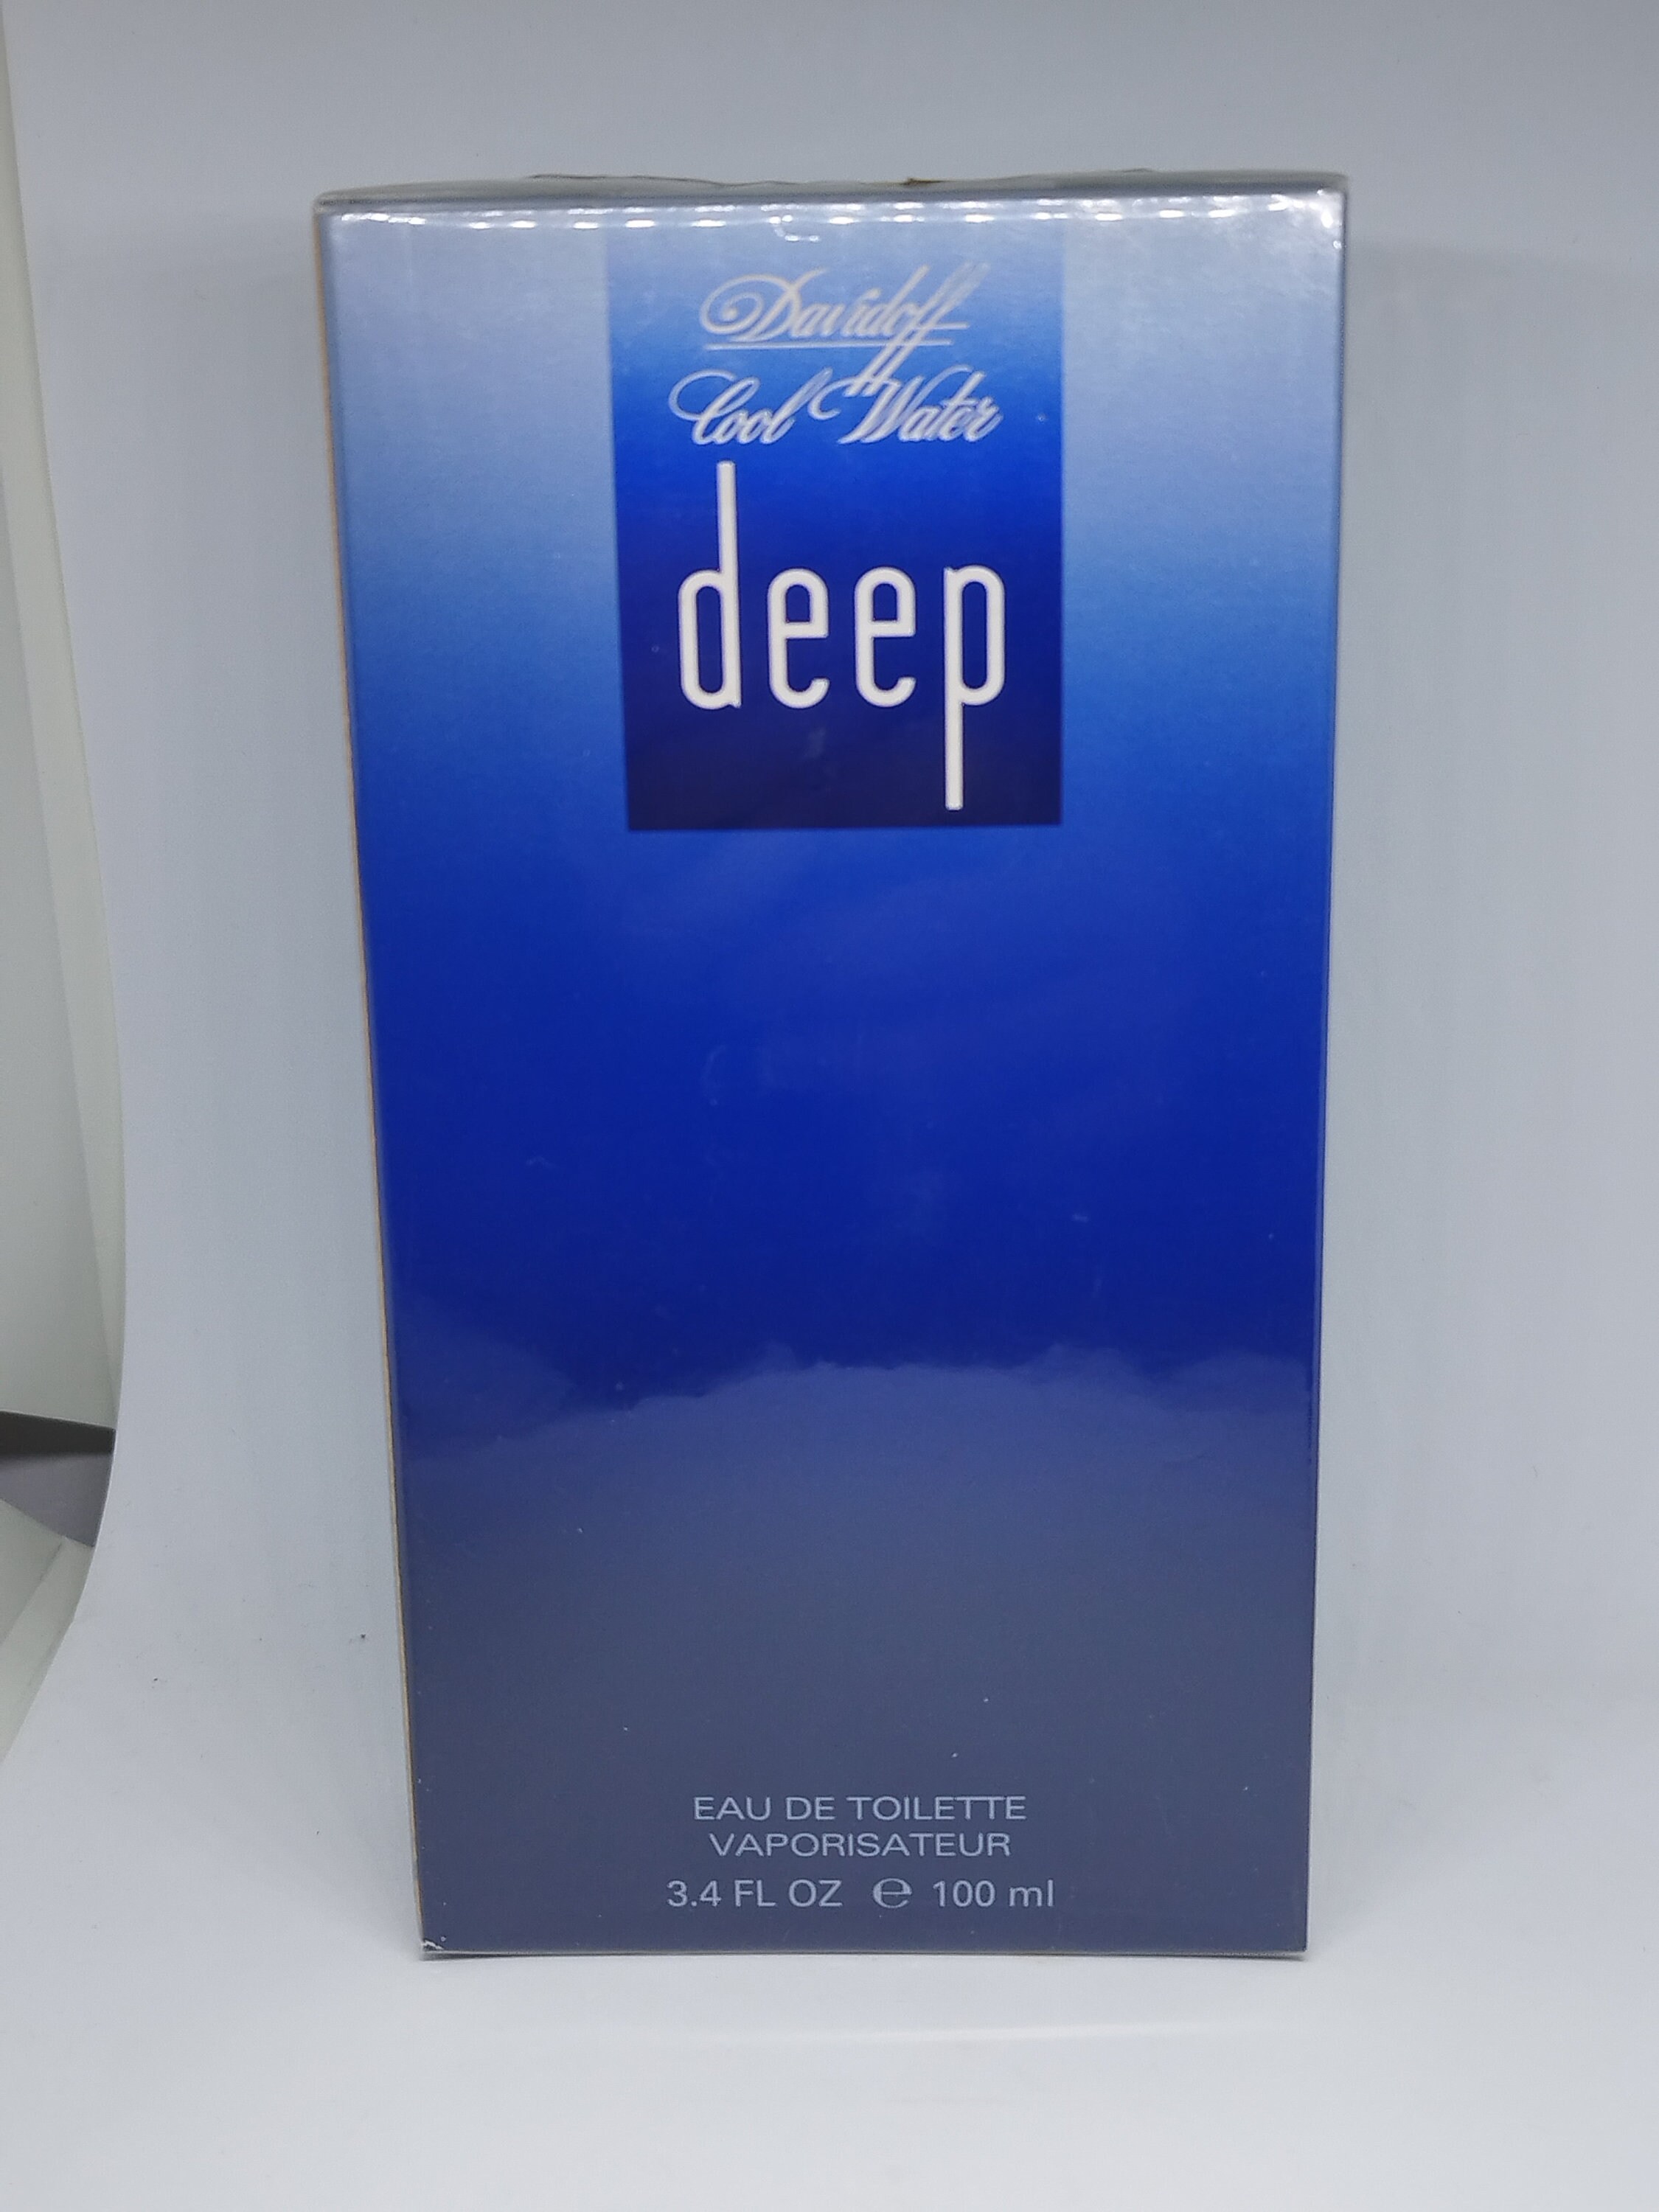 Davidoff
Cool Water
deep
EAU DE TOILETTE
VAPORISATEUR
3.4 FL OZ ℮ 100 ml